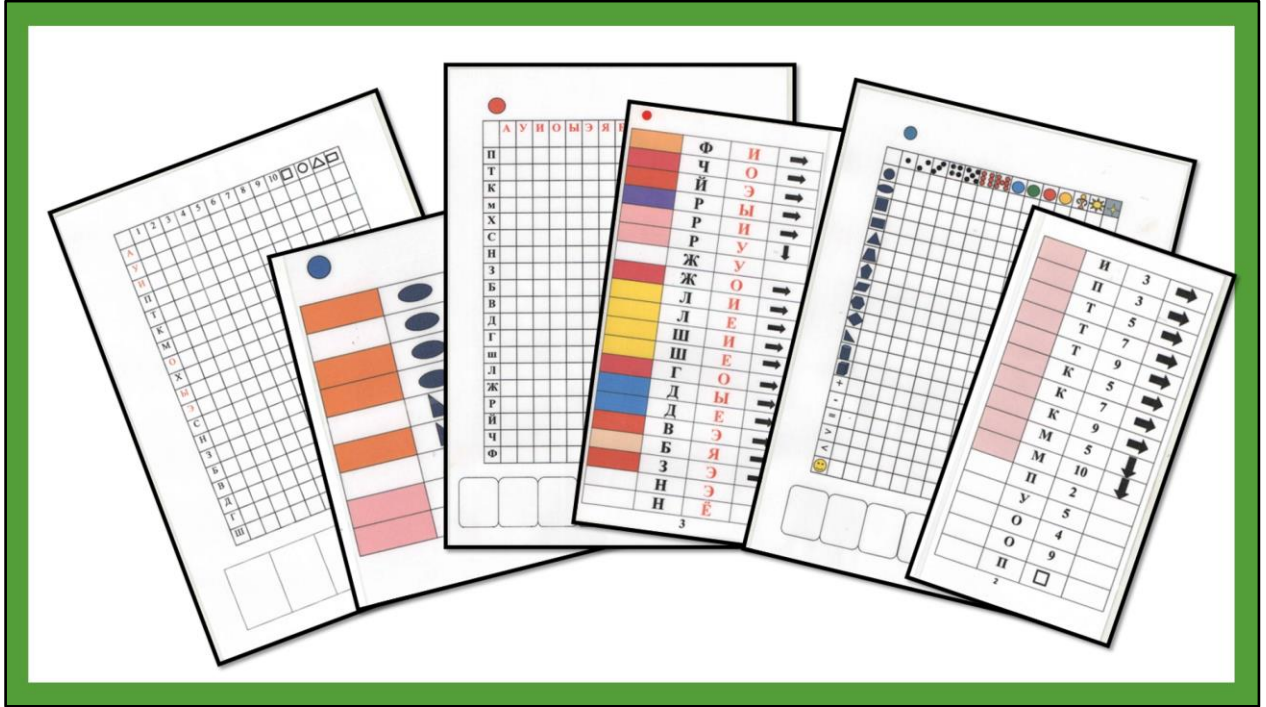 1 2 3 4 5 6 7 8 9 10
А
У
И
П
Т
К
М
О
Х
Ы
Э
С
Н
З
Б
В
Д
Г
Ш
А У И О Ы Э Я
П
Т
К
м
Х
С
Н
З
Б
В
Д
Г
ш
Л
Ж
Р
Й
Ч
Ф
Ф И
Ч О
Й Э
Р Ы
Р И
Р У
Ж У
Ж О
Л И
Л Е
Ш И
Ш Е
Г О
Д Ы
Д Е
В Э
Б Я
З Э
Н Э
Н Ё
3
+
-
=
>
<
И 3
П 3
Т 5
Т 7
Т 9
К 5
К 7
К 9
М 5
М 10
П 2
У 5
О 4
О 9
П
2